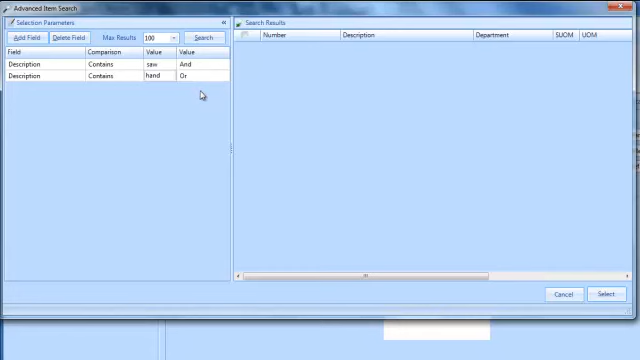 Advanced Item Search
Selection Parameters «
Add Field Delete Field Max Results 100 Search
Field Comparison Value Value
Description Contains saw And
Description Contains hand Or
Search Results
Number Description Department SUOM UOM
Cancel Select